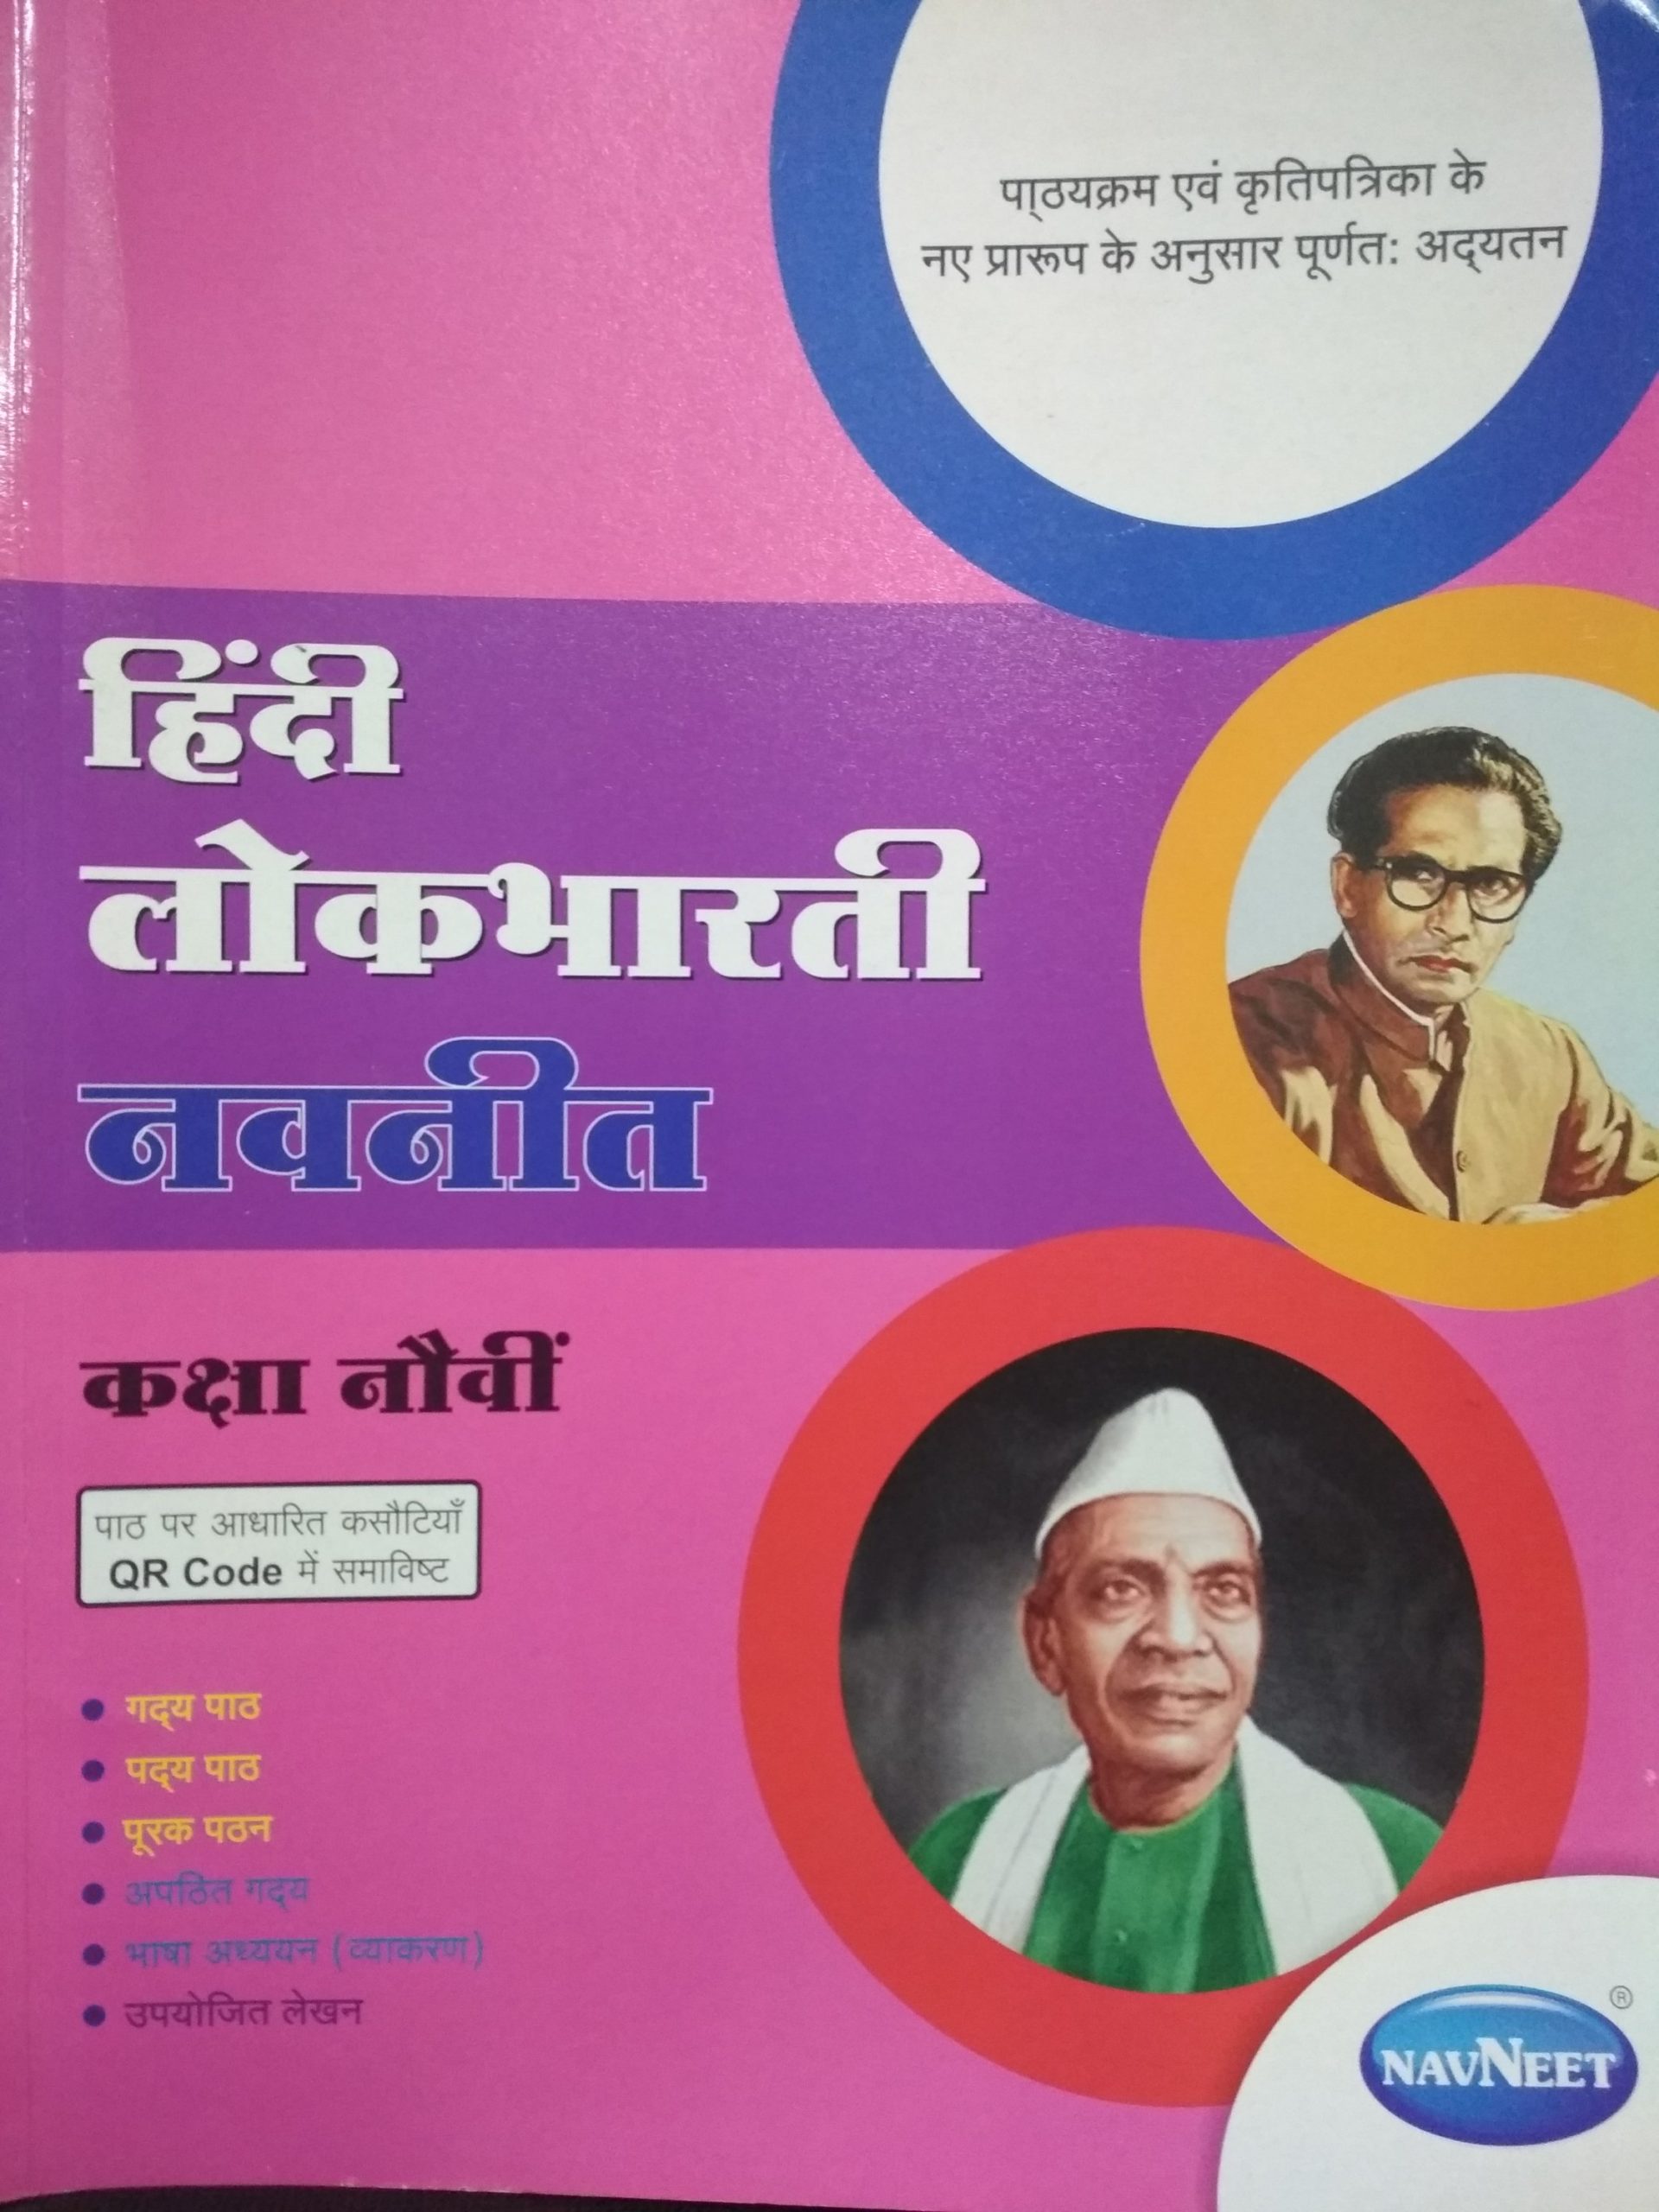 पा्ठयक्रम एवं कृतिपत्रिका के
नए प्रारूप के अनुसार पूर्णत: अद्‌यतन
हिंदी
लोकभारती
नवनीत
कक्षा नौवीं
पाठ पर आधारित कसौटियाँ
QR Code में समाविष्ट
• गद्‌य पाठ
• पद्‌य पाठ
• पूरक पठन
• अपठित गद्‌य
• भाषा अध्ययन (व्याकरण)
• उपयोजित लेखन
NAVNEET ®